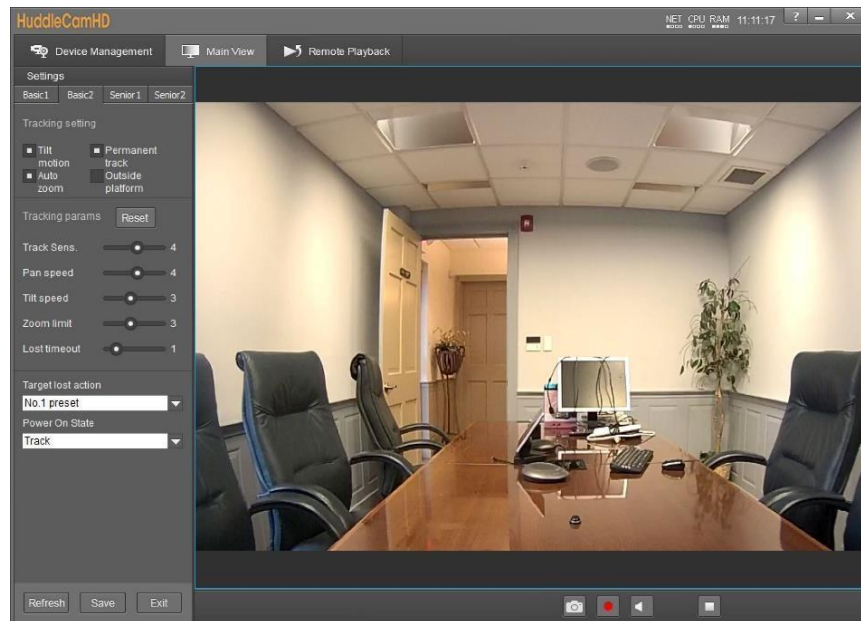 HuddleCamHD
NET CPU RAM 11:11:17 ? – ×
Device Management Main View Remote Playback
Settings
Basic1 Basic2 Senior1 Senior2
Tracking setting
Tilt motion Permanent track
Auto zoom Outside platform
Tracking params Reset
Track Sens. 4
Pan speed 4
Tilt speed 3
Zoom limit 3
Lost timeout 1
Target lost action
No.1 preset
Power On State
Track
Refresh Save Exit